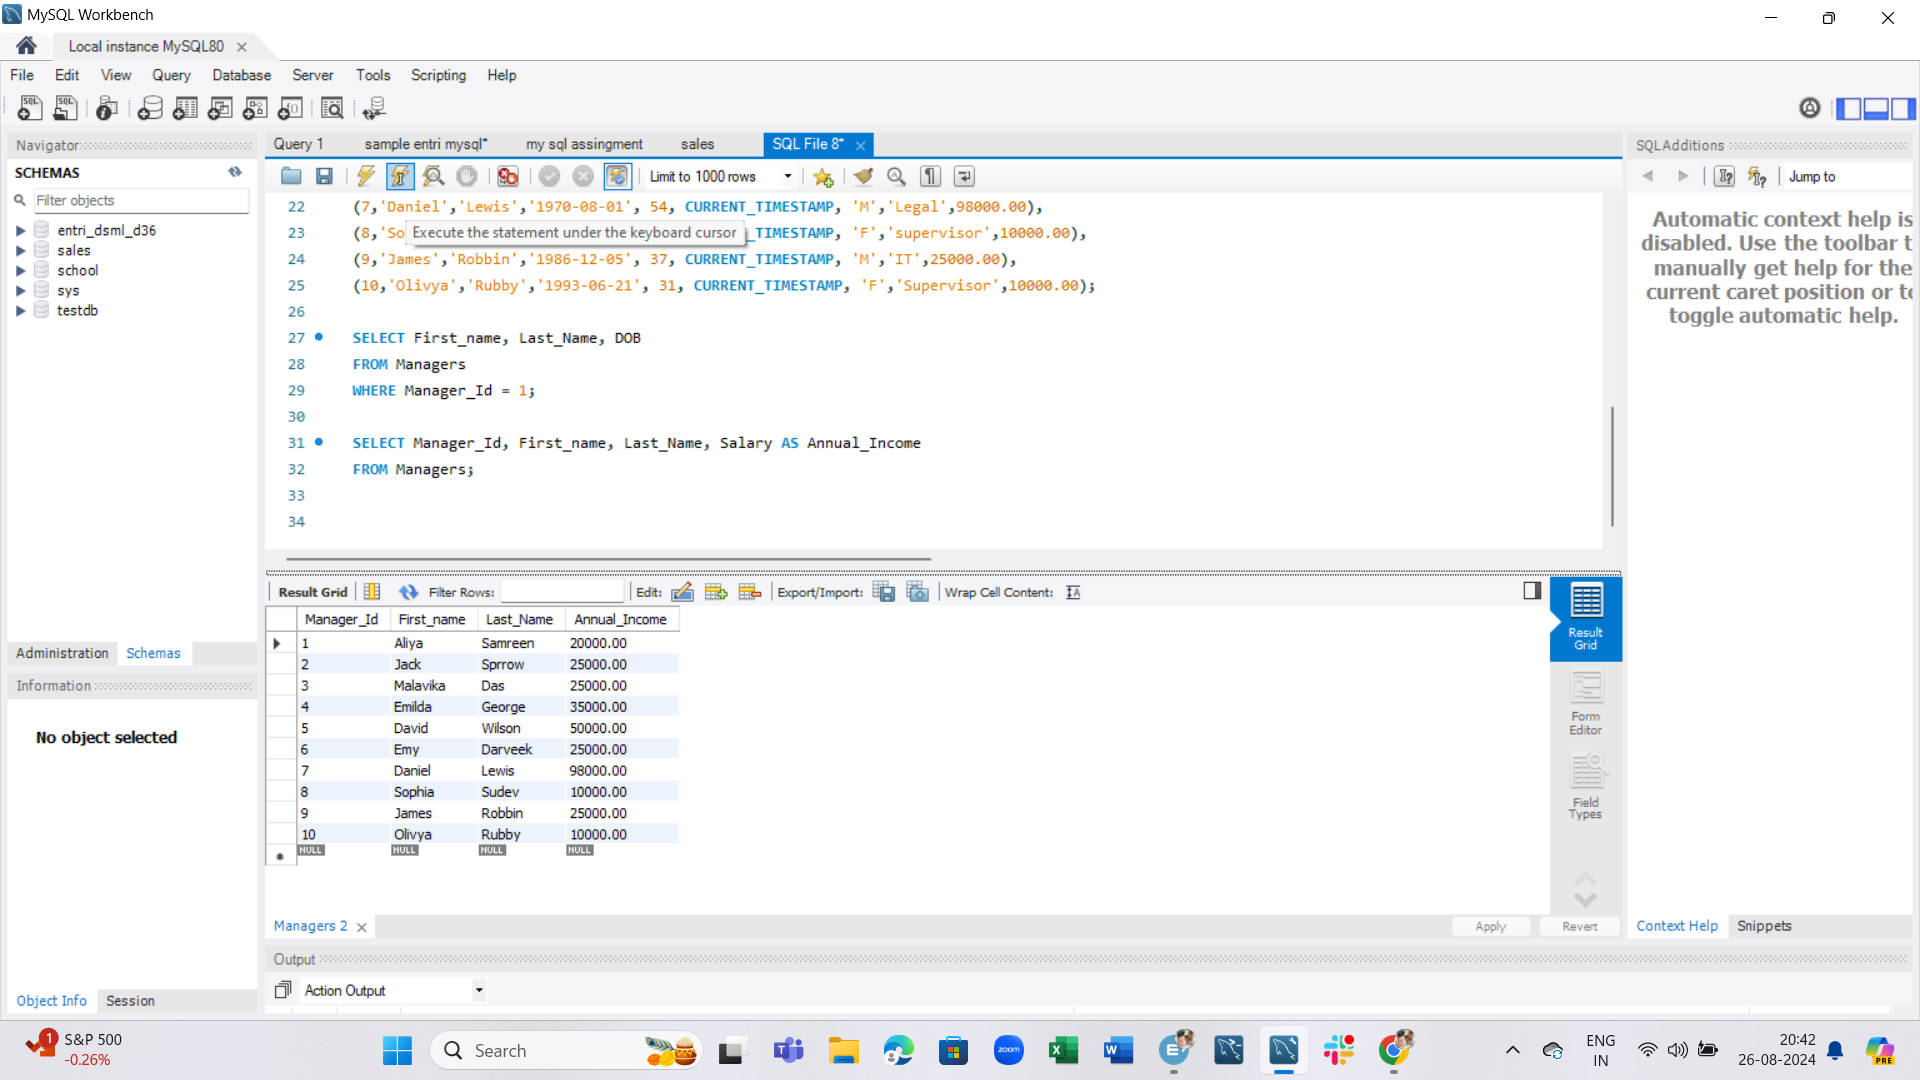 MySQL Workbench
Local instance MySQL80
File Edit View Query Database Server Tools Scripting Help
Navigator
SCHEMAS
Filter objects
entri_dsml_d36
sales
school
sys
testdb
Administration Schemas
Information
No object selected
Object Info Session
Query 1 sample entri mysql* my sql assingment sales SQL File 8*
Limit to 1000 rows
22 (7,'Daniel','Lewis','1970-08-01', 54, CURRENT_TIMESTAMP, 'M','Legal',98000.00),
23 (8,'So _TIMESTAMP, 'F','supervisor',10000.00),
Execute the statement under the keyboard cursor
24 (9,'James','Robbin','1986-12-05', 37, CURRENT_TIMESTAMP, 'M','IT',25000.00),
25 (10,'Olivya','Rubby','1993-06-21', 31, CURRENT_TIMESTAMP, 'F','Supervisor',10000.00);
26
27 SELECT First_name, Last_Name, DOB
28 FROM Managers
29 WHERE Manager_Id = 1;
30
31 SELECT Manager_Id, First_name, Last_Name, Salary AS Annual_Income
32 FROM Managers;
33
34
Result Grid Filter Rows: Edit: Export/Import: Wrap Cell Content:
Manager_Id First_name Last_Name Annual_Income
1 Aliya Samreen 20000.00
2 Jack Sprrow 25000.00
3 Malavika Das 25000.00
4 Emilda George 35000.00
5 David Wilson 50000.00
6 Emy Darveek 25000.00
7 Daniel Lewis 98000.00
8 Sophia Sudev 10000.00
9 James Robbin 25000.00
10 Olivya Rubby 10000.00
NULL NULL NULL NULL
Result
Grid
Form
Editor
Field
Types
Managers 2
Apply Revert
Output
Action Output
SQLAdditions
Jump to
Automatic context help is
disabled. Use the toolbar t
manually get help for the
current caret position or to
toggle automatic help.
Context Help Snippets
1
S&P 500
-0.26%
Search
zoom
ENG
IN
20:42
26-08-2024
PRE